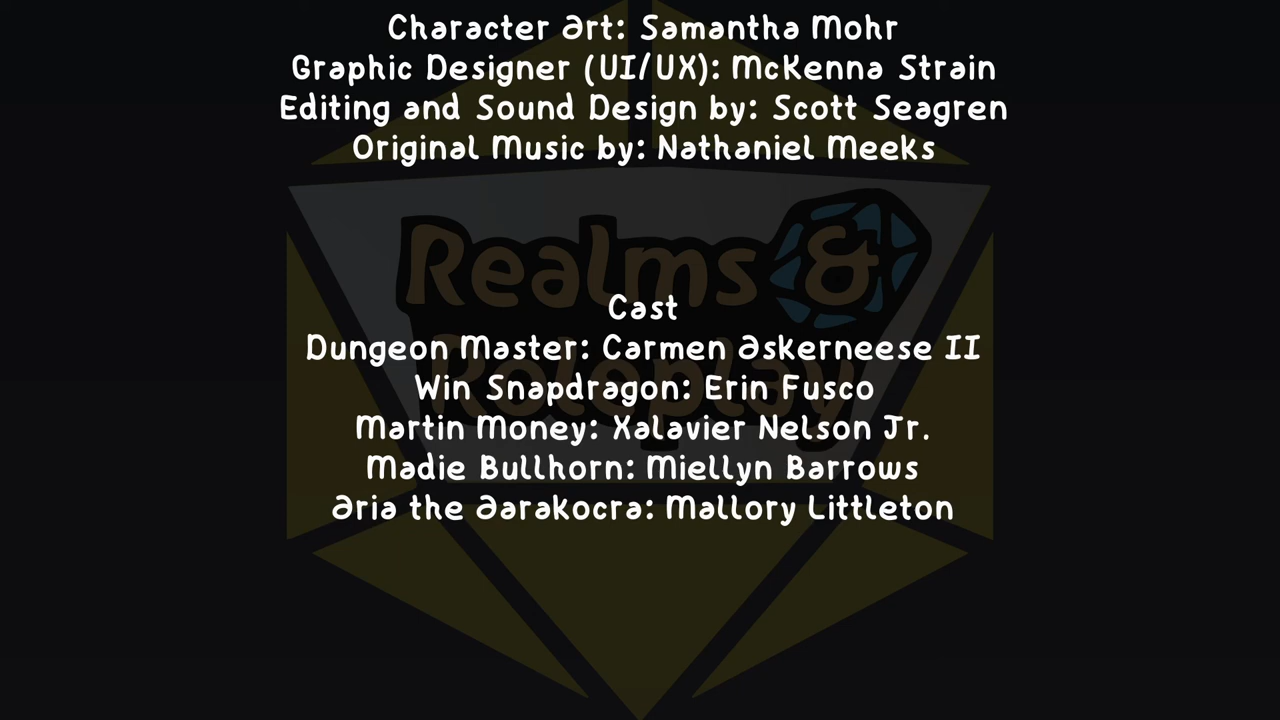 Character Art: Samantha Mohr
Graphic Designer (UI/UX): McKenna Strain
Editing and Sound Design by: Scott Seagren
Original Music by: Nathaniel Meeks
Realms &
Roleplay
Cast
Dungeon Master: Carmen Askerneese II
Win Snapdragon: Erin Fusco
Martin Money: Xalavier Nelson Jr.
Madie Bullhorn: Miellyn Barrows
Aria the Aarakocra: Mallory Littleton